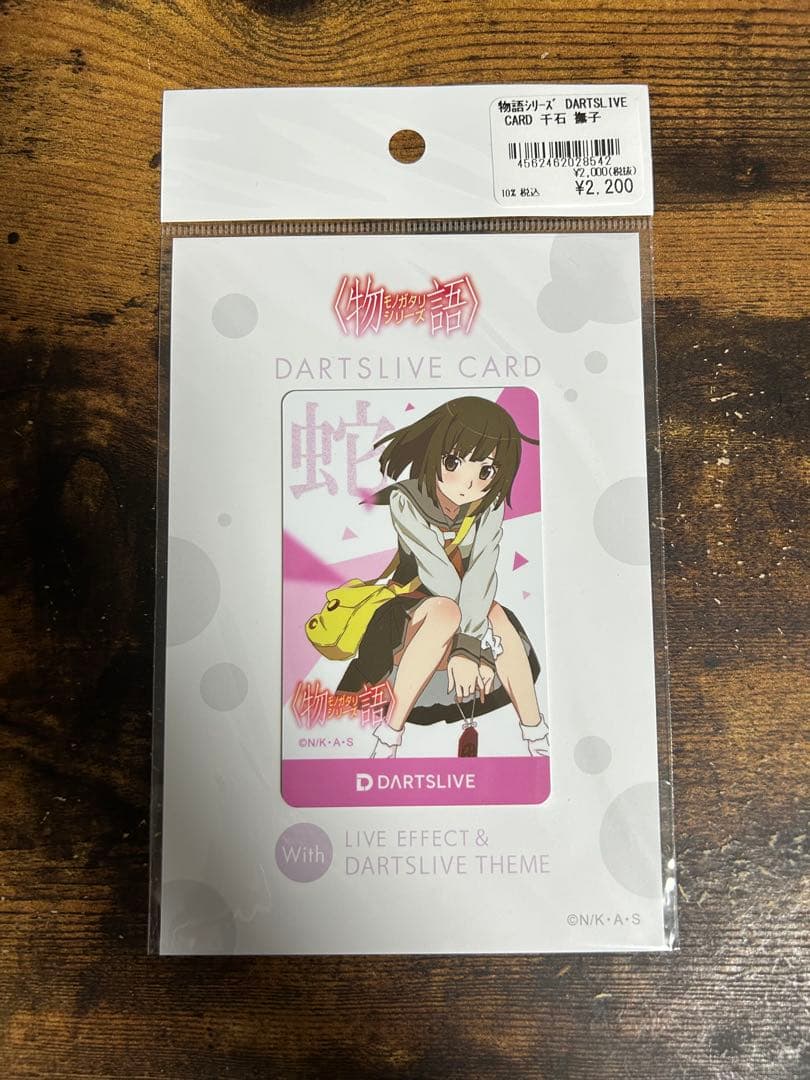 物語シリーズ DARTSLIVE
CARD 千石 撫子
4562462028542
¥2,000(税抜)
10% 税込 ¥2,200
〈物語〉
モノガタリ
シリーズ
DARTSLIVE CARD
蛇
〈物語〉
モノガタリ
シリーズ
©N/K・A・S
DARTSLIVE
With
LIVE EFFECT &
DARTSLIVE THEME
©N/K・A・S